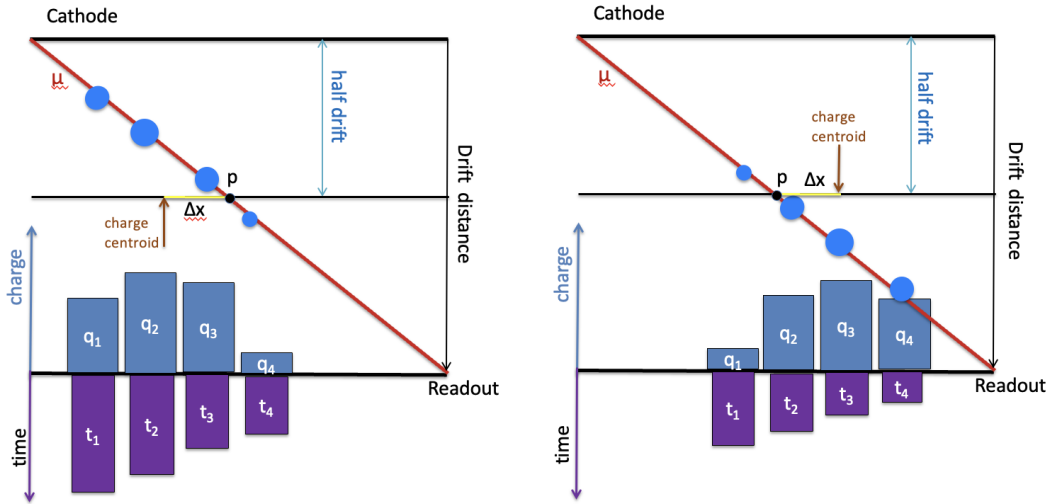 Cathode
μ
half drift
Drift distance
p
Δx
charge
centroid
charge
q1
q2
q3
q4
Readout
t1
t2
t3
t4
time
Cathode
μ
half drift
charge
centroid
Drift distance
p
Δx
charge
q1
q2
q3
q4
Readout
t1
t2
t3
t4
time